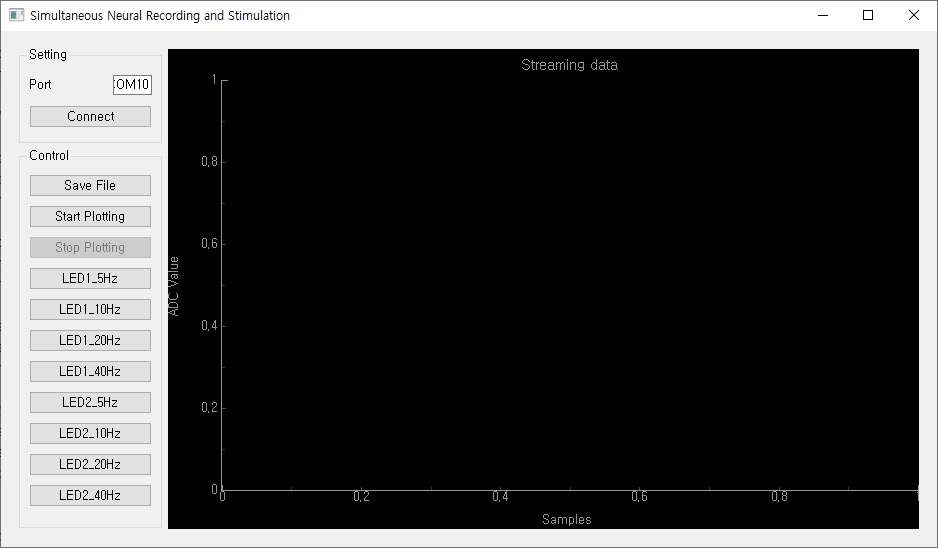 Simultaneous Neural Recording and Stimulation
Setting
Port
COM10
Connect
Control
Save File
Start Plotting
Stop Plotting
LED1_5Hz
LED1_10Hz
LED1_20Hz
LED1_40Hz
LED2_5Hz
LED2_10Hz
LED2_20Hz
LED2_40Hz
Streaming data
ADC Value
1
0,8
0,6
0,4
0,2
0
0 0,2 0,4 0,6 0,8 1
Samples